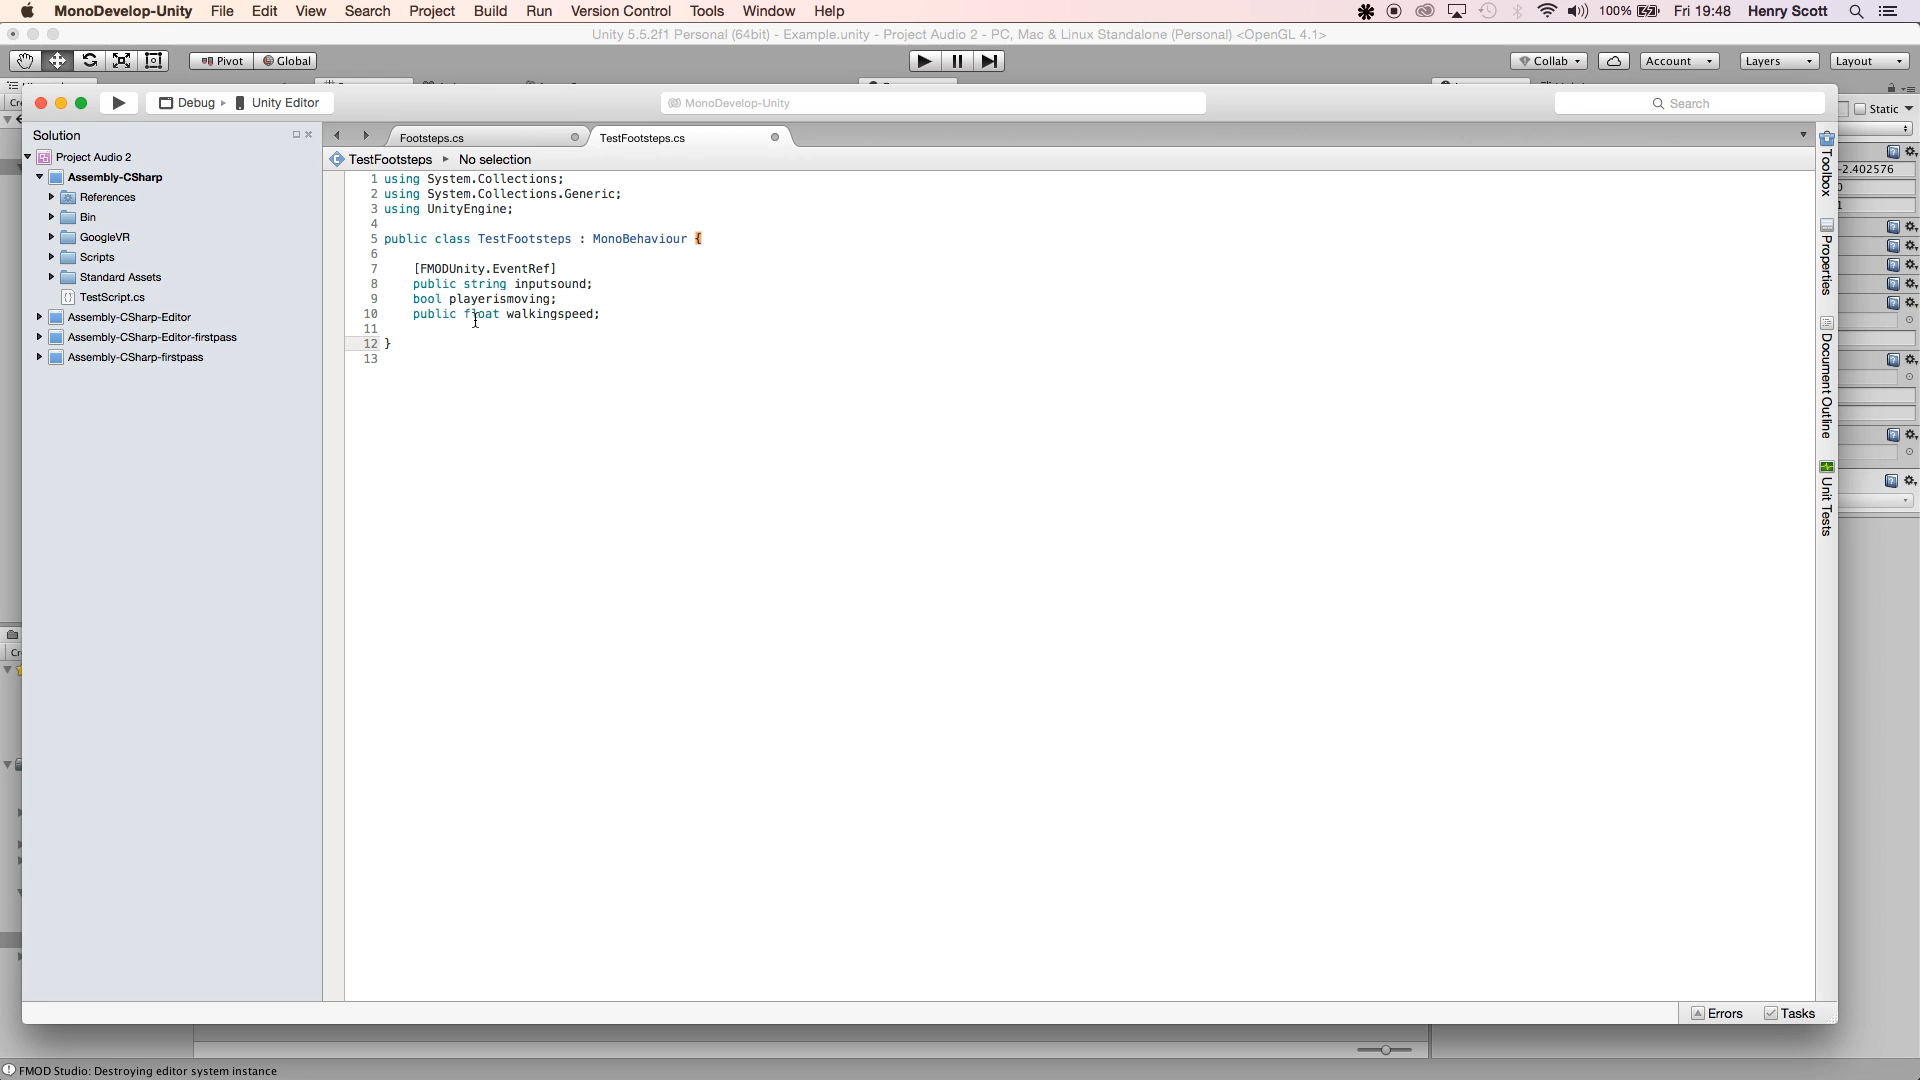 MonoDevelop-Unity File Edit View Search Project Build Run Version Control Tools Window Help 100% Fri 19:48 Henry Scott
Unity 5.5.2f1 Personal (64bit) - Example.unity - Project Audio 2 - PC, Mac & Linux Standalone (Personal) <OpenGL 4.1>
Pivot Global Collab Account Layers Layout
Debug Unity Editor MonoDevelop-Unity Search
Static
Solution
Project Audio 2
Assembly-CSharp
References
Bin
GoogleVR
Scripts
Standard Assets
TestScript.cs
Assembly-CSharp-Editor
Assembly-CSharp-Editor-firstpass
Assembly-CSharp-firstpass
Footsteps.cs TestFootsteps.cs
TestFootsteps No selection
1 using System.Collections;
2 using System.Collections.Generic;
3 using UnityEngine;
4
5 public class TestFootsteps : MonoBehaviour {
6
7 [FMODUnity.EventRef]
8 public string inputsound;
9 bool playerismoving;
10 public float walkingspeed;
11
12 }
13
Toolbox
Properties
Document Outline
Unit Tests
-2.402576
0
1
Errors Tasks
FMOD Studio: Destroying editor system instance